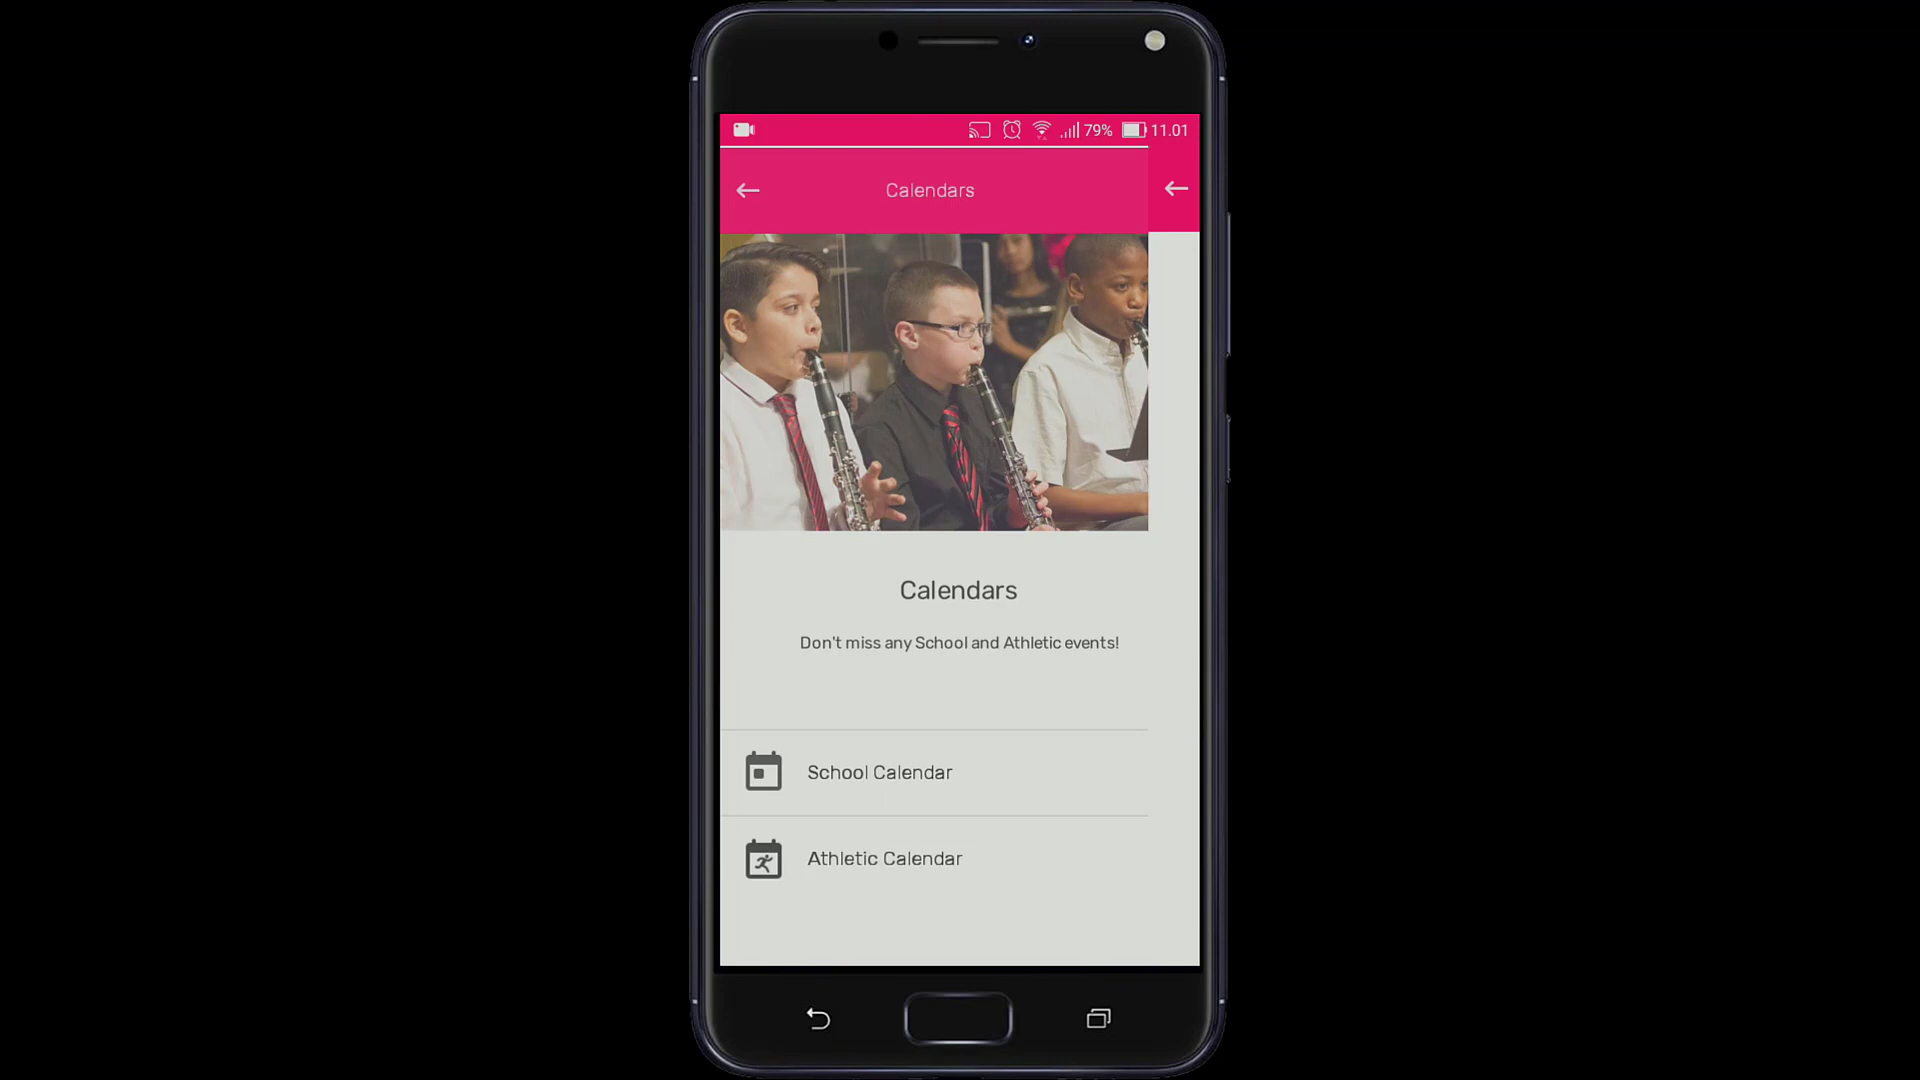 79% 11.01
Calendars
Calendars
Don't miss any School and Athletic events!
School Calendar
Athletic Calendar